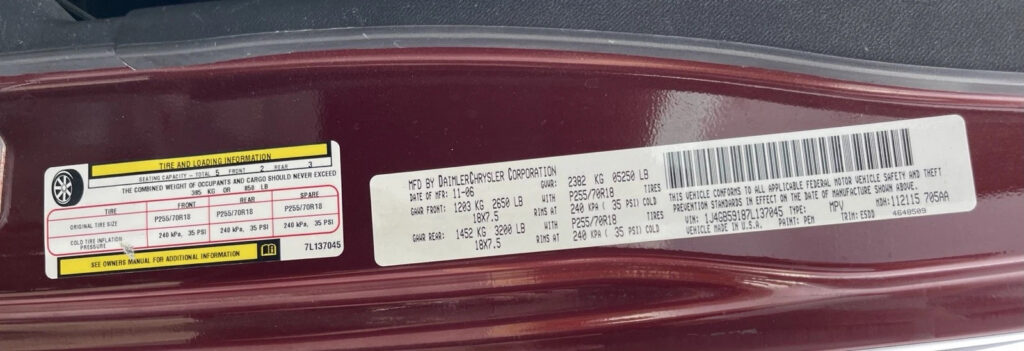 TIRE AND LOADING INFORMATION
SEATING CAPACITY - TOTAL 5 FRONT 2 REAR 3
THE COMBINED WEIGHT OF OCCUPANTS AND CARGO SHOULD NEVER EXCEED
385 KG OR 850 LB
TIRE FRONT REAR SPARE
ORIGINAL TIRE SIZE P255/70R18 P255/70R18 P255/70R18
COLD TIRE INFLATION PRESSURE 240 kPa, 35 PSI 240 kPa, 35 PSI 240 kPa, 35 PSI
SEE OWNERS MANUAL FOR ADDITIONAL INFORMATION
7L137045
MFD BY DAIMLERCHRYSLER CORPORATION
11-06 GVWR: 2382 KG 05250 LB
DATE OF MFR:
GAWR FRONT: 1203 KG 2650 LB P255/70R18 TIRES
18X7.5 RIMS AT 240 KPA ( 35 PSI) COLD
GAWR REAR: 1452 KG 3200 LB P255/70R18 TIRES
18X7.5 RIMS AT 240 KPA ( 35 PSI) COLD
THIS VEHICLE CONFORMS TO ALL APPLICABLE FEDERAL MOTOR VEHICLE SAFETY AND THEFT
PREVENTION STANDARDS IN EFFECT ON THE DATE OF MANUFACTURE SHOWN ABOVE
VIN: 1J4GB59187L137045 TYPE: MPV MDH: 112115 705AA
VEHICLE MADE IN U.S.A. PAINT: PEM TRIM: ESDD 4648509